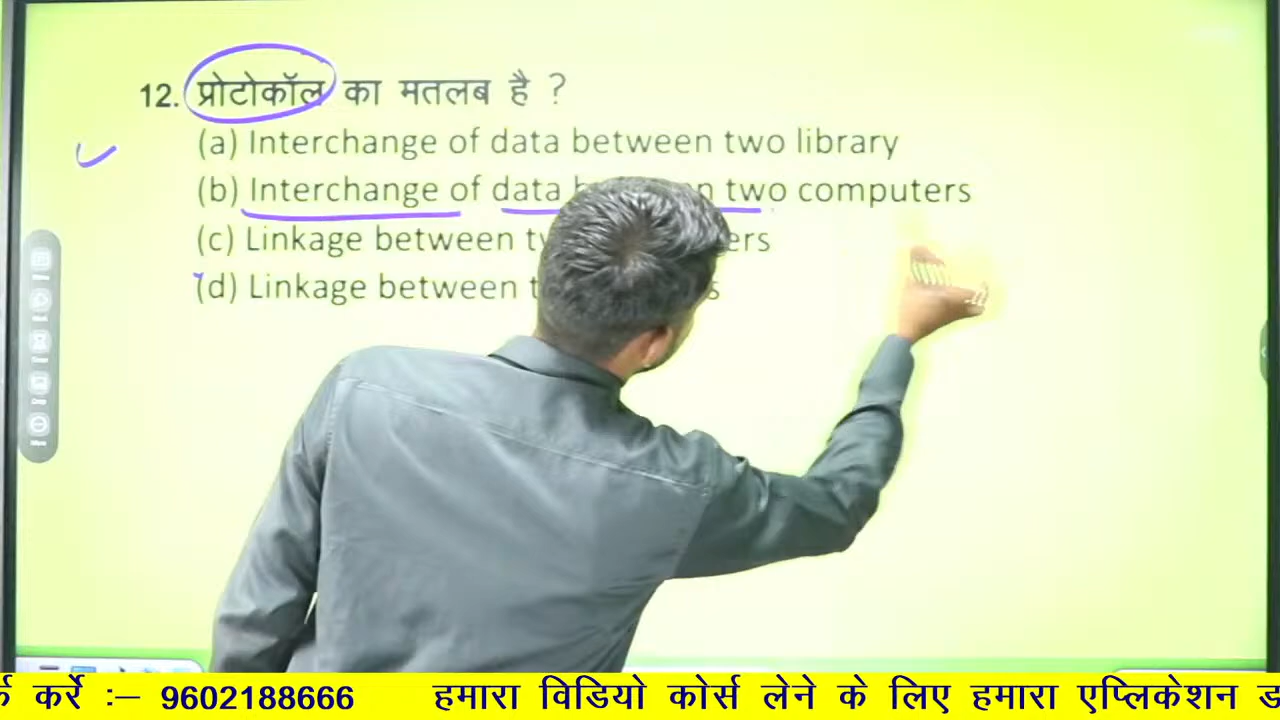 12. प्रोटोकॉल का मतलब है ?
(a) Interchange of data between two library
(b) Interchange of data two computers
(c) Linkage between
(d) Linkage between
करें :– 9602188666 हमारा विडियो कोर्स लेने के लिए हमारा एप्लिकेशन